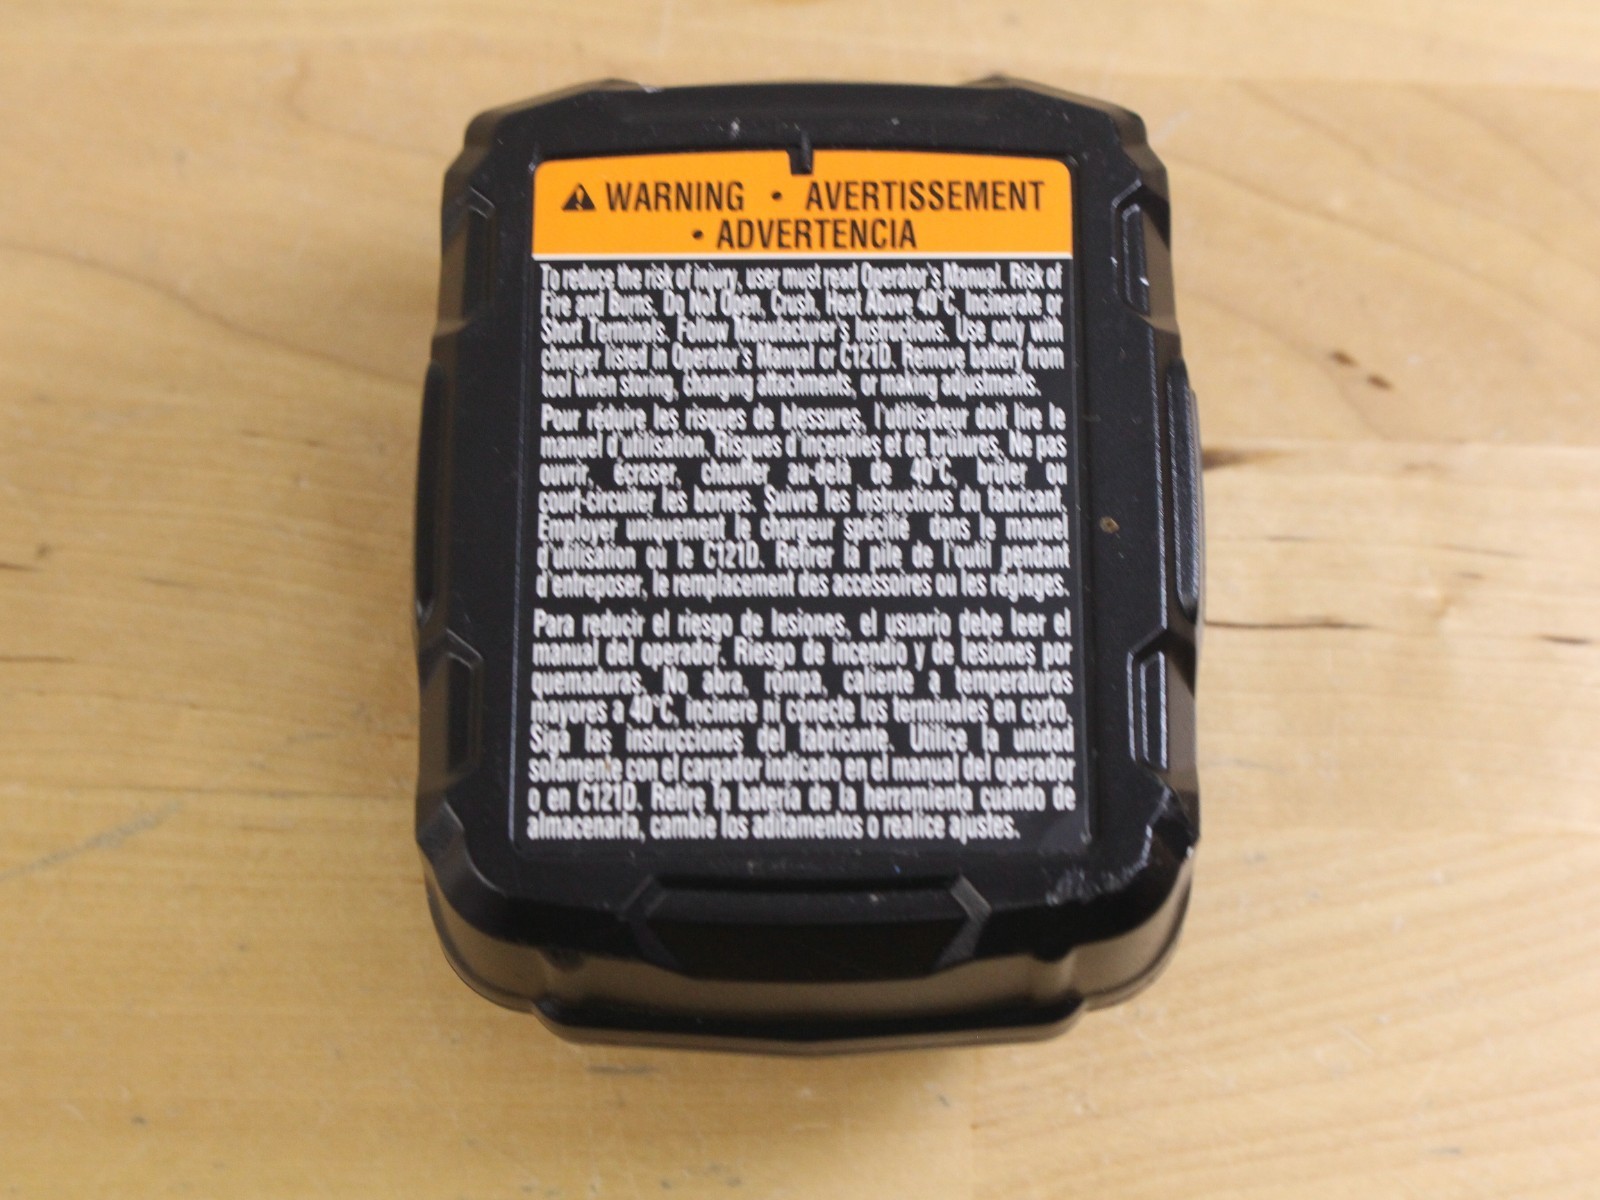 WARNING • AVERTISSEMENT
• ADVERTENCIA
To reduce the risk of injury, user must read Operator's Manual. Risk of
Fire and Burns. Do Not Open, Crush, Heat Above 40°C, Incinerate or
Short Terminals. Follow Manufacturer's Instructions. Use only with
charger listed in Operator's Manual or C121D. Remove battery from
tool when storing, changing attachments, or making adjustments.
Pour réduire les risques de blessures, l'utilisateur doit lire le
manuel d'utilisation. Risques d'incendies et de brûlures. Ne pas
ouvrir, écraser, chauffer au-delà de 40°C, brûler ou
court-circuiter les bornes. Suivre les instructions du fabricant.
Employer uniquement le chargeur spécifié dans le manuel
d'utilisation ou le C121D. Retirer la pile de l'outil pendant
d'entreposer, le remplacement des accessoires ou les réglages.
Para reducir el riesgo de lesiones, el usuario debe leer el
manual del operador. Riesgo de incendio y de lesiones por
quemaduras. No abra, rompa, caliente a temperaturas
mayores a 40°C, incinere ni conecte los terminales en corto.
Siga las instrucciones del fabricante. Utilice la unidad
solamente con el cargador indicado en el manual del operador
o en C121D. Retire la batería de la herramienta cuando de
almacenarla, cambie los aditamentos o realice ajustes.